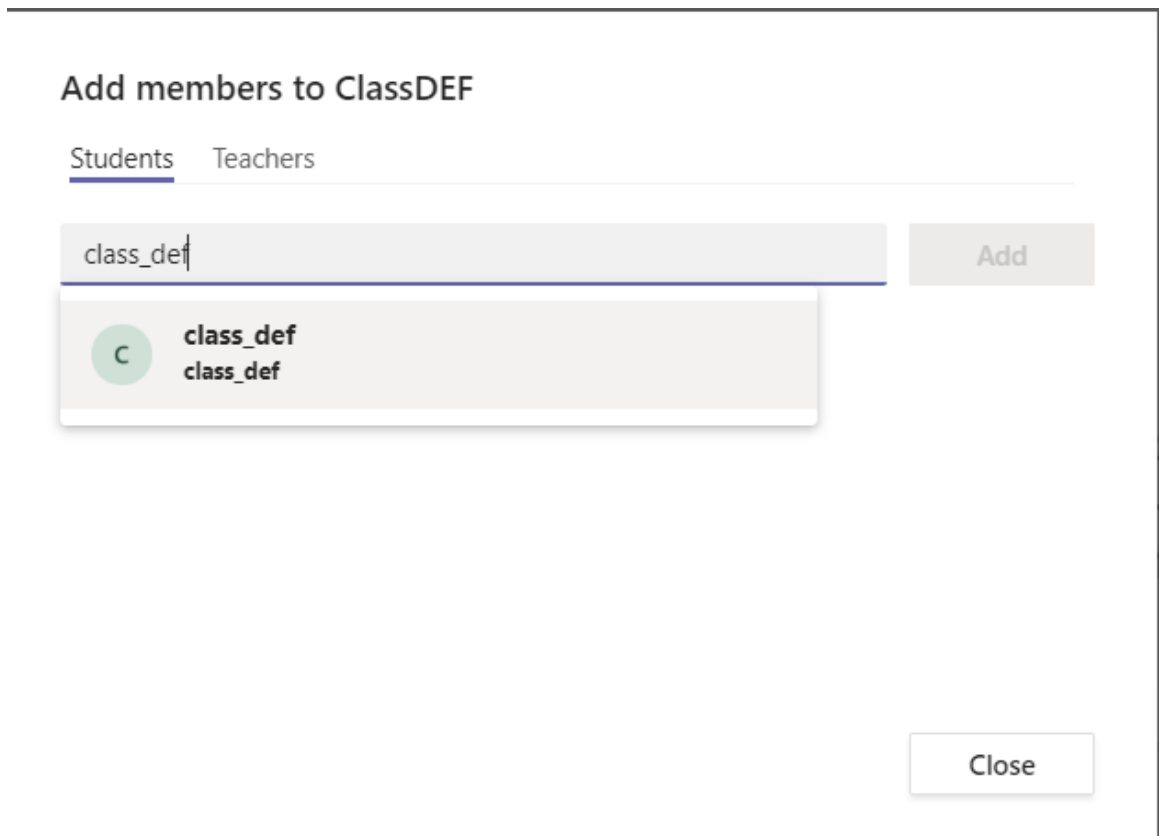 Add members to ClassDEF
Students Teachers
class_def Add
C
class_def
class_def
Close